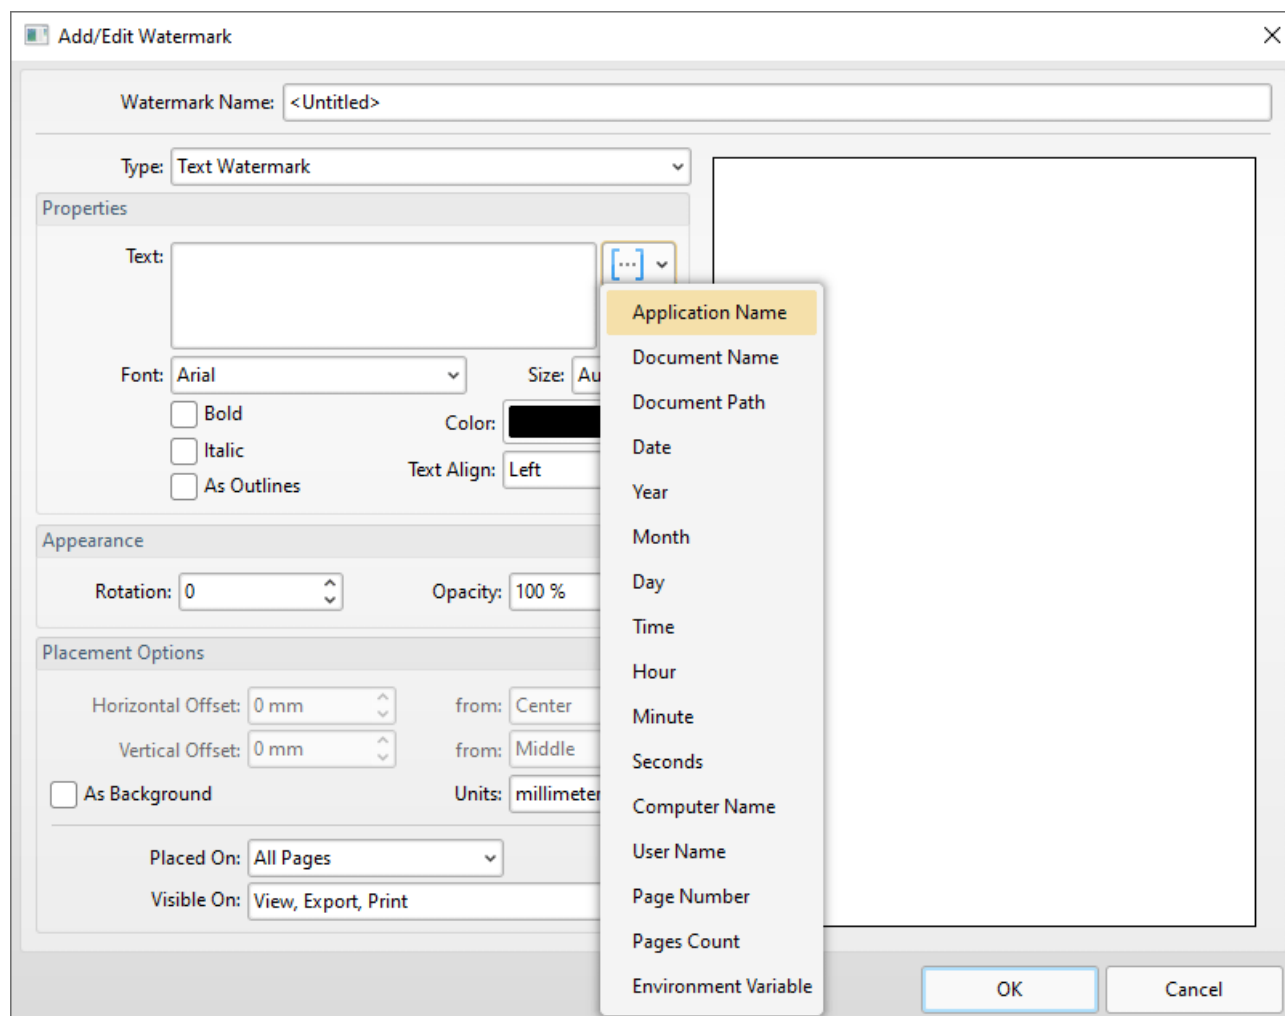 Add/Edit Watermark
Watermark Name: <Untitled>
Type: Text Watermark
Properties
Text:
[...]
Font: Arial
Size: Au
Bold
Color:
Italic
Text Align: Left
As Outlines
Appearance
Rotation: 0
Opacity: 100 %
Placement Options
Horizontal Offset: 0 mm
from: Center
Vertical Offset: 0 mm
from: Middle
As Background
Units: millimeter
Placed On: All Pages
Visible On: View, Export, Print
Application Name
Document Name
Document Path
Date
Year
Month
Day
Time
Hour
Minute
Seconds
Computer Name
User Name
Page Number
Pages Count
Environment Variable
OK
Cancel